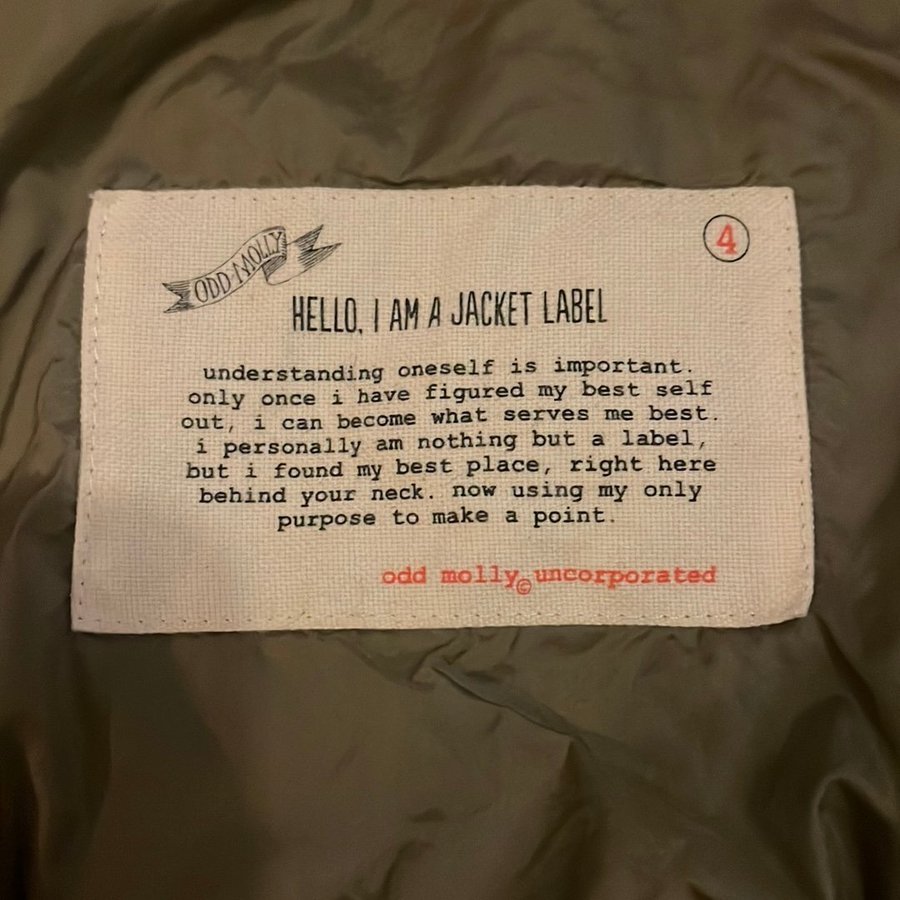 ODD MOLLY
4
HELLO, I AM A JACKET LABEL
understanding oneself is important.
only once i have figured my best self
out, i can become what serves me best.
i personally am nothing but a label,
but i found my best place, right here
behind your neck. now using my only
purpose to make a point.
odd molly©uncorporated